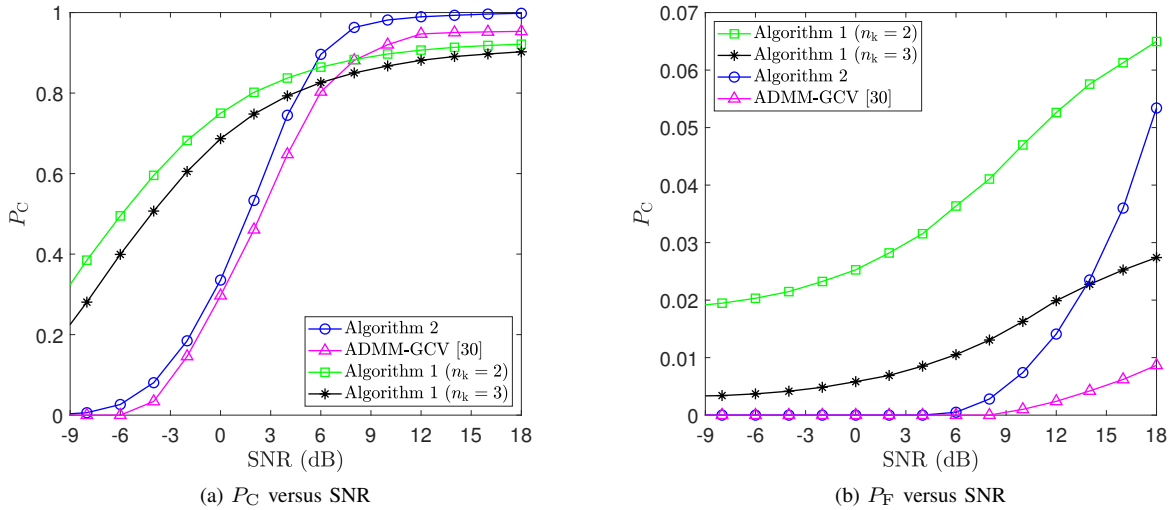 1
0.8
0.6
0.4
0.2
0
P_C
-9 -6 -3 0 3 6 9 12 15 18
SNR (dB)
Algorithm 2
ADMM-GCV [30]
Algorithm 1 (n_k = 2)
Algorithm 1 (n_k = 3)
(a) P_C versus SNR
0.07
0.06
0.05
0.04
0.03
0.02
0.01
0
P_C
-9 -6 -3 0 3 6 9 12 15 18
SNR (dB)
Algorithm 1 (n_k = 2)
Algorithm 1 (n_k = 3)
Algorithm 2
ADMM-GCV [30]
(b) P_F versus SNR